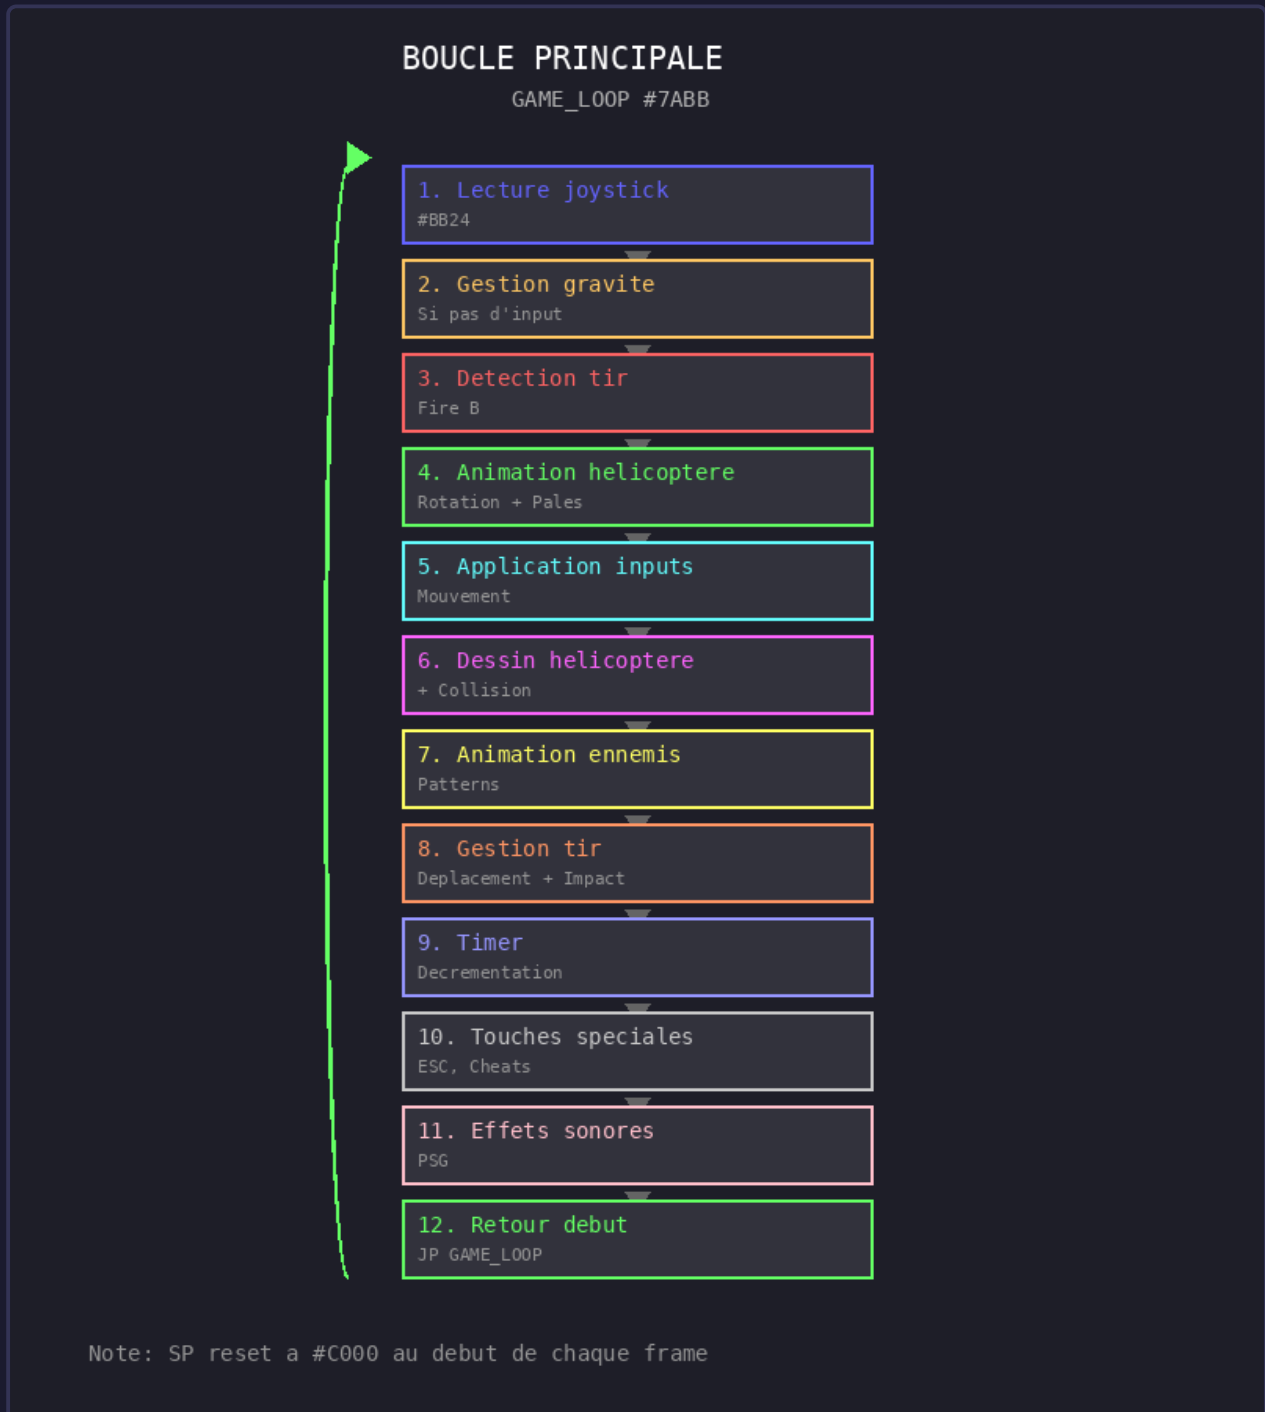 BOUCLE PRINCIPALE
GAME_LOOP #7ABB
1. Lecture joystick
#BB24
2. Gestion gravite
Si pas d'input
3. Detection tir
Fire B
4. Animation helicoptere
Rotation + Pales
5. Application inputs
Mouvement
6. Dessin helicoptere
+ Collision
7. Animation ennemis
Patterns
8. Gestion tir
Deplacement + Impact
9. Timer
Decrementation
10. Touches speciales
ESC, Cheats
11. Effets sonores
PSG
12. Retour debut
JP GAME_LOOP
Note: SP reset a #C000 au debut de chaque frame